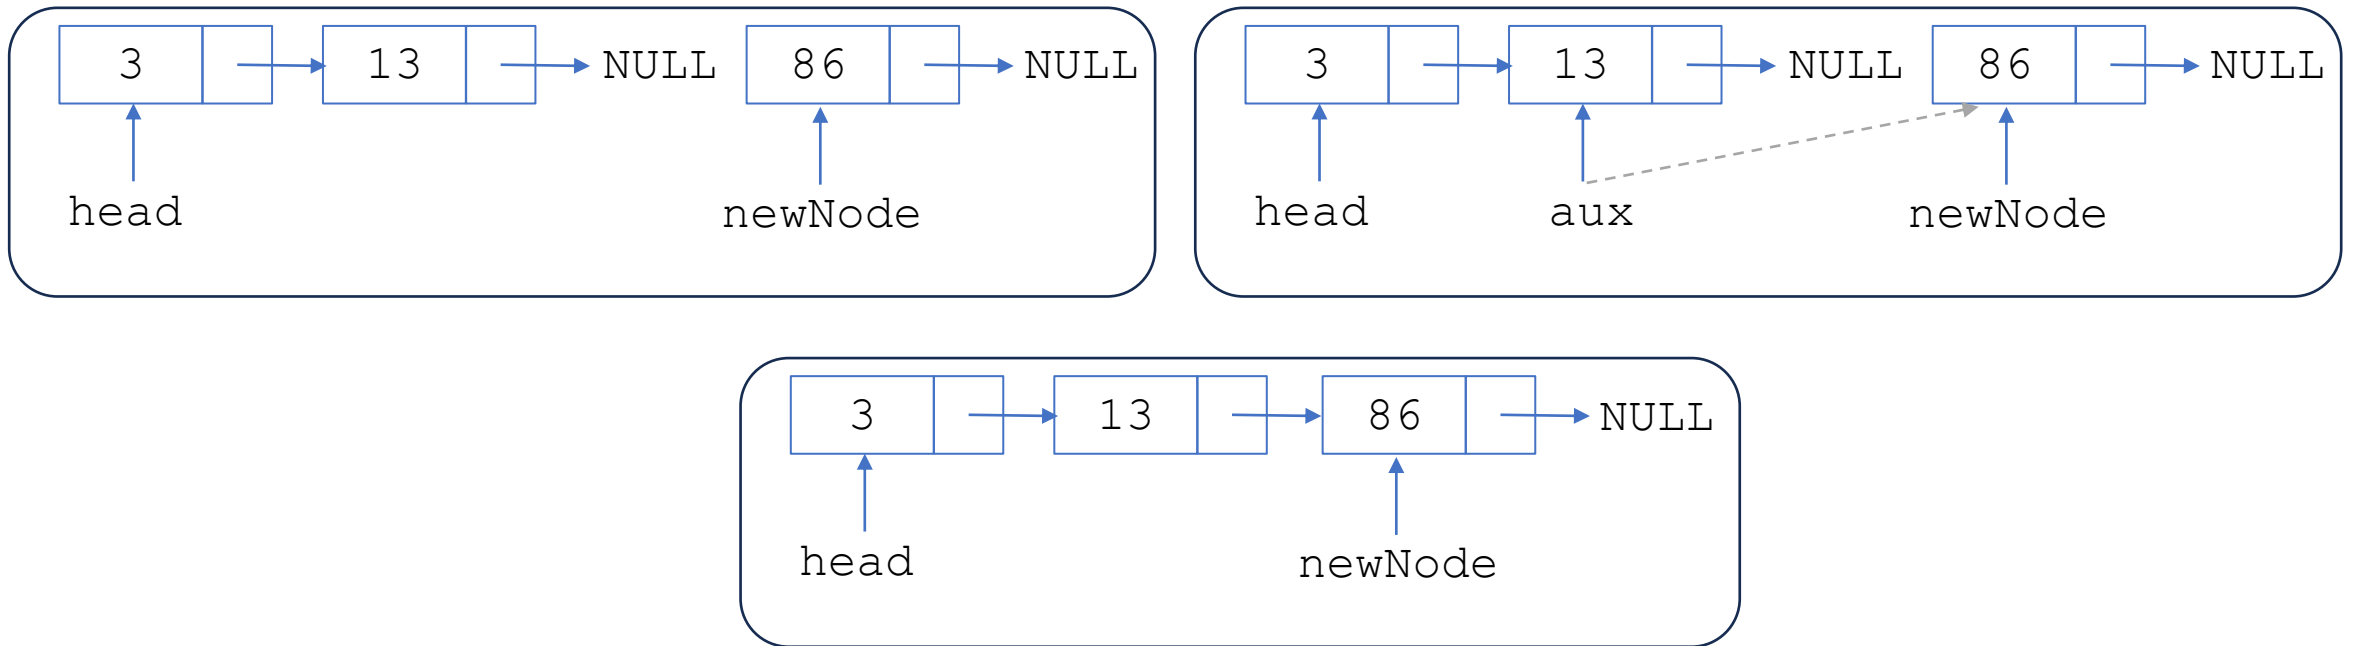 3 13 NULL 86 NULL
head newNode
3 13 NULL 86 NULL
head aux newNode
3 13 86 NULL
head newNode